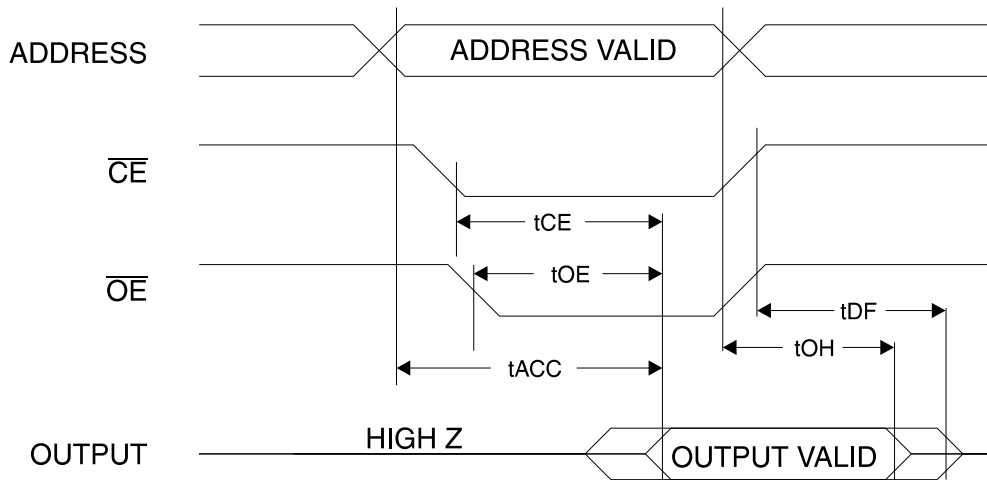 ADDRESS
ADDRESS VALID
CE
tCE
OE
tOE
tDF
tOH
tACC
HIGH Z
OUTPUT
OUTPUT VALID